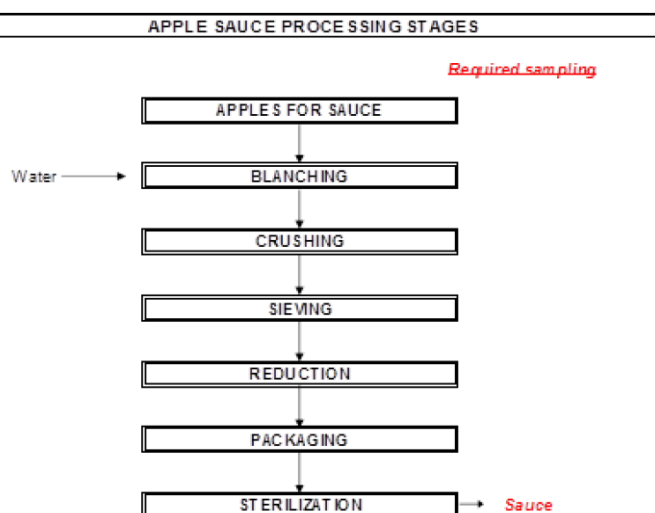 APPLE SAUCE PROCESSING STAGES
Required sampling
APPLES FOR SAUCE
Water
BLANCHING
CRUSHING
SIEVING
REDUCTION
PACKAGING
STERILIZATION
Sauce